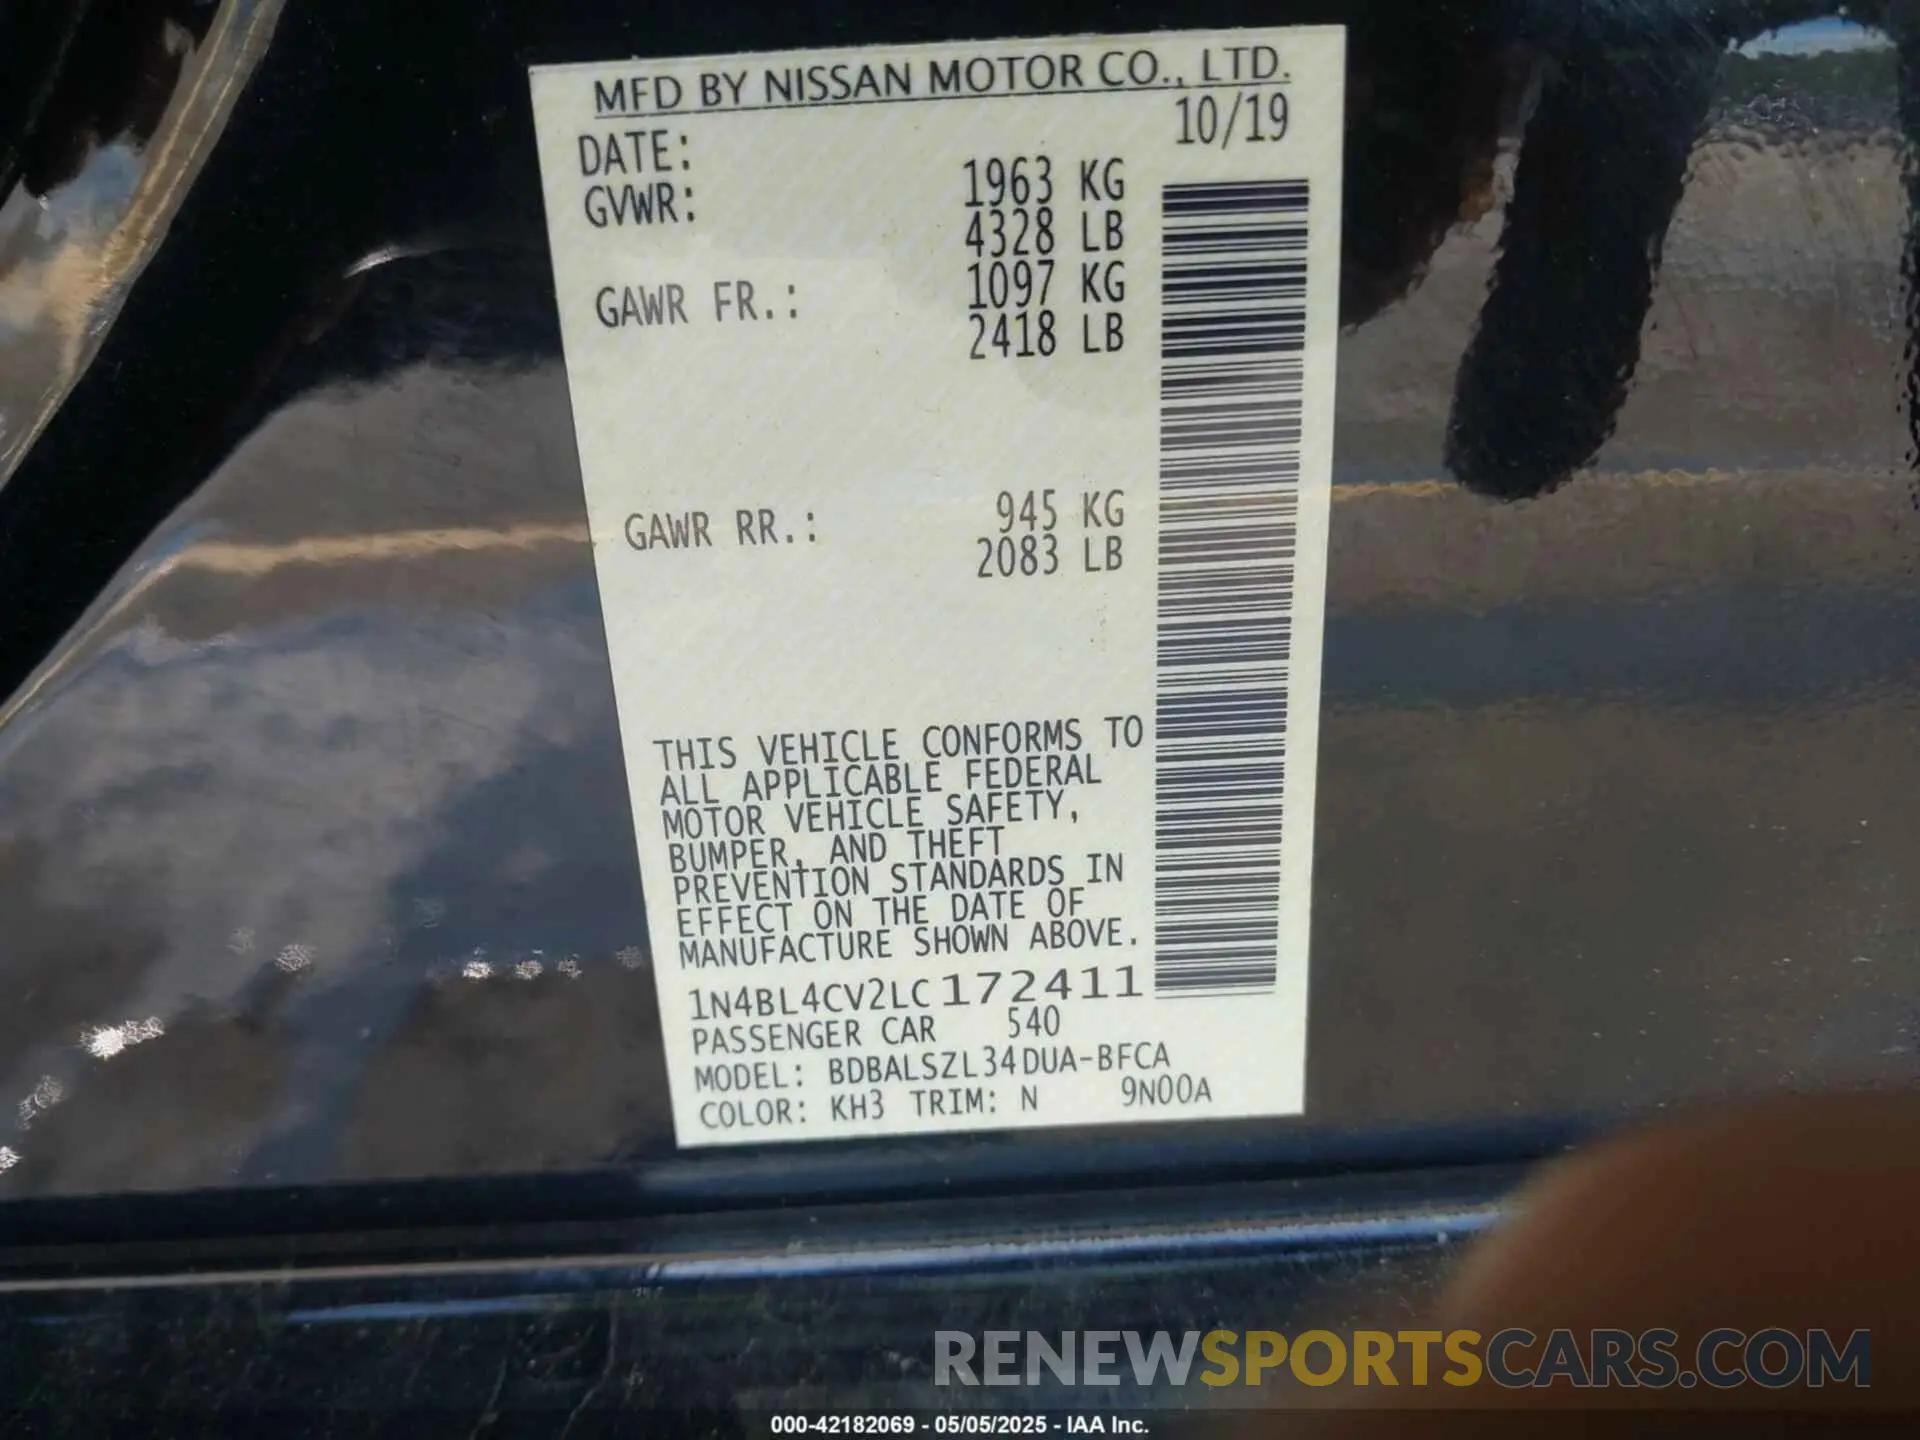 MFD BY NISSAN MOTOR CO., LTD.
DATE: 10/19
GVWR: 1963 KG
4328 LB
GAWR FR.: 1097 KG
2418 LB
GAWR RR.: 945 KG
2083 LB
THIS VEHICLE CONFORMS TO
ALL APPLICABLE FEDERAL
MOTOR VEHICLE SAFETY,
BUMPER, AND THEFT
PREVENTION STANDARDS IN
EFFECT ON THE DATE OF
MANUFACTURE SHOWN ABOVE.
1N4BL4CV2LC172411
PASSENGER CAR 540
MODEL: BDBALSZL34DUA-BFCA
COLOR: KH3 TRIM: N 9N00A
RENEWSPORTSCARS.COM
000-42182069 - 05/05/2025 - IAA Inc.